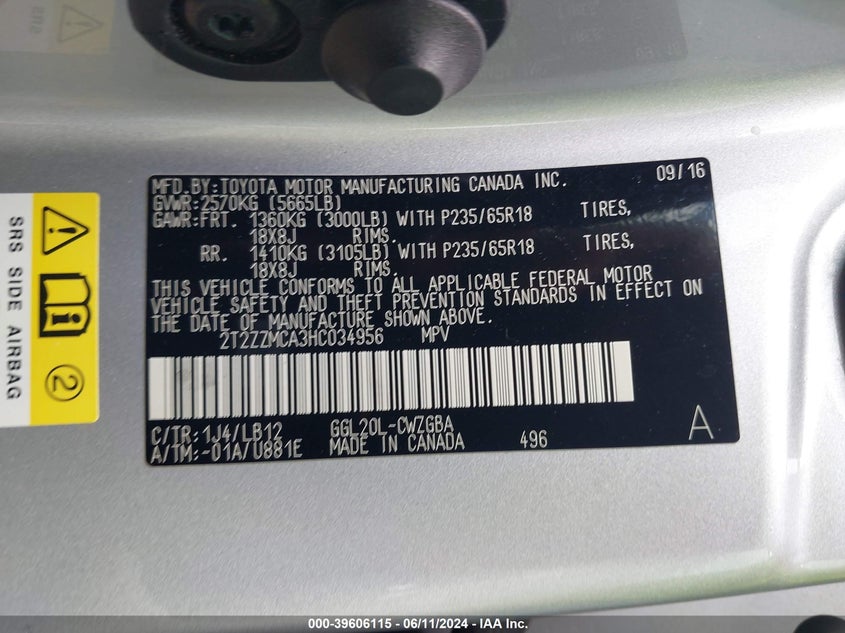 MFD.BY:TOYOTA MOTOR MANUFACTURING CANADA INC. 09/16
GVWR:2570KG (5665LB)
GAWR:FRT. 1360KG (3000LB) WITH P235/65R18 TIRES,
18X8J RIMS.
RR. 1410KG (3105LB) WITH P235/65R18 TIRES,
18X8J RIMS.
THIS VEHICLE CONFORMS TO ALL APPLICABLE FEDERAL MOTOR
VEHICLE SAFETY AND THEFT PREVENTION STANDARDS IN EFFECT ON
THE DATE OF MANUFACTURE SHOWN ABOVE.
2T2ZZMCA3HC034956 MPV
C/TR:1J4/LB12 GGL20L-CWZGBA
A/TM:-01A/U881E MADE IN CANADA 496 A
SRS SIDE AIRBAG
2
000-39606115 - 06/11/2024 - IAA Inc.